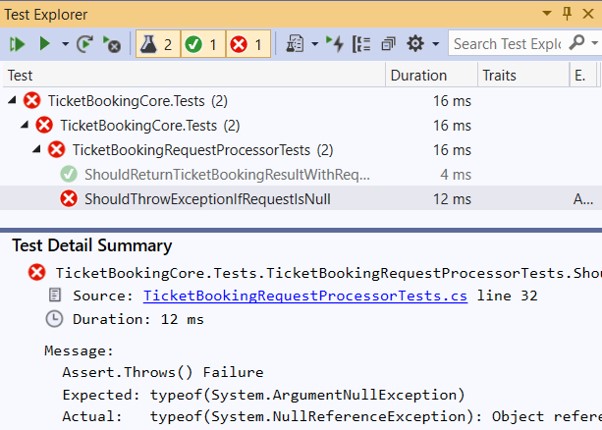 Test Explorer
2 1 1
Search Test Explo
Test Duration Traits E.
TicketBookingCore.Tests (2) 16 ms
TicketBookingCore.Tests (2) 16 ms
TicketBookingRequestProcessorTests (2) 16 ms
ShouldReturnTicketBookingResultWithReq... 4 ms
ShouldThrowExceptionIfRequestIsNull 12 ms A...
Test Detail Summary
TicketBookingCore.Tests.TicketBookingRequestProcessorTests.Shou
Source: TicketBookingRequestProcessorTests.cs line 32
Duration: 12 ms
Message:
Assert.Throws() Failure
Expected: typeof(System.ArgumentNullException)
Actual: typeof(System.NullReferenceException): Object refere